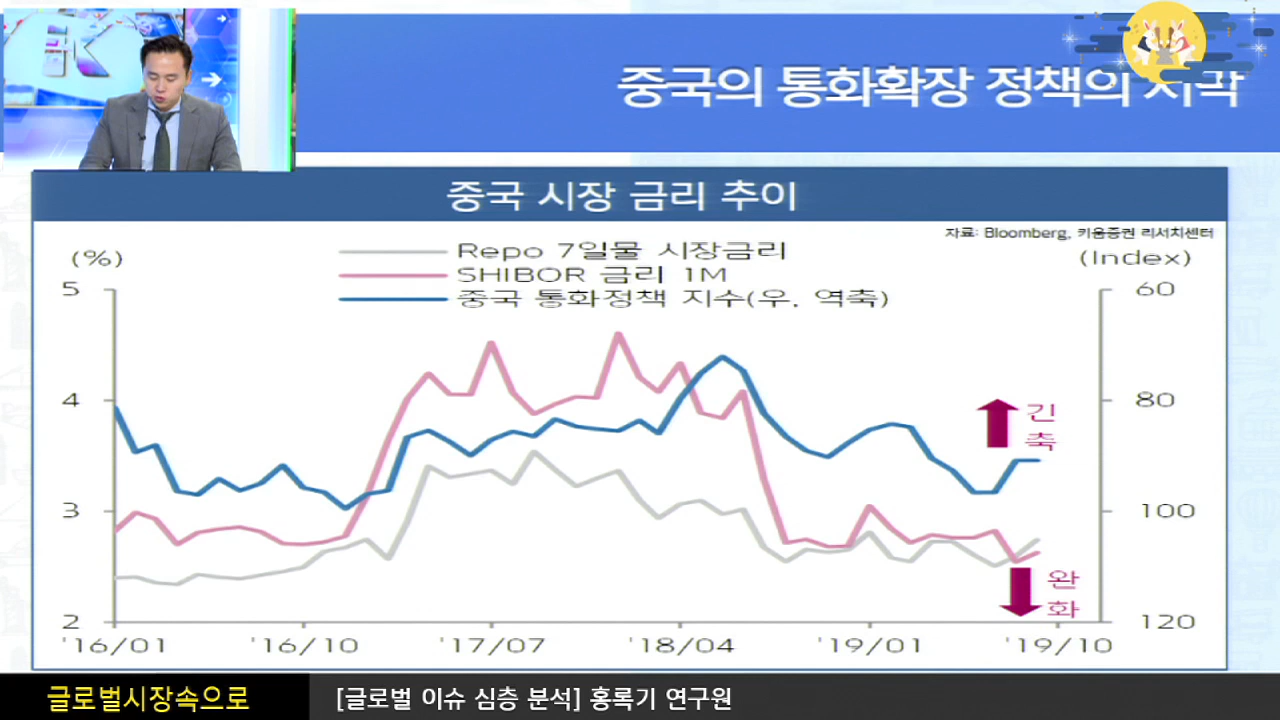 중국의 통화확장 정책의 시작
중국 시장 금리 추이
자료: Bloomberg, 키움증권 리서치센터
(%)
(Index)
Repo 7일물 시장금리
SHIBOR 금리 1M
중국 통화정책 지수(우, 역축)
5
4
3
2
60
80
100
120
긴
축
완
화
'16/01
'16/10
'17/07
'18/04
'19/01
'19/10
글로벌시장속으로
[글로벌 이슈 심층 분석] 홍록기 연구원